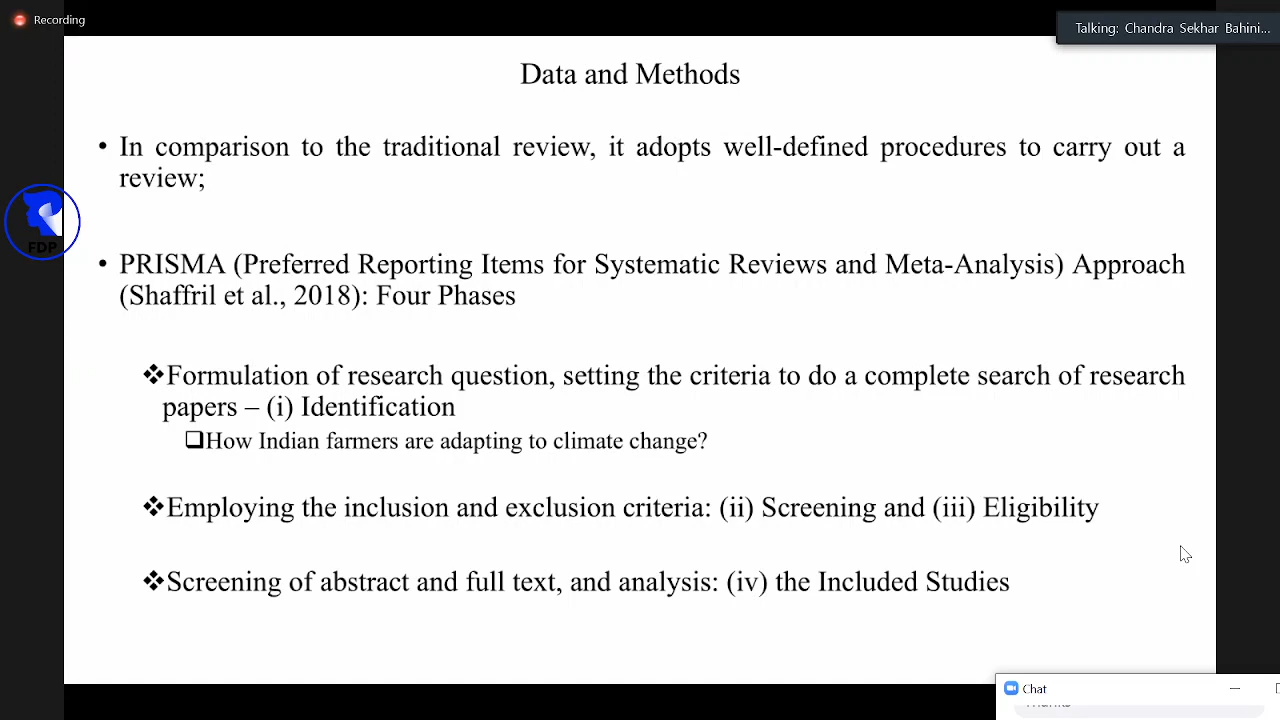 Recording
Talking: Chandra Sekhar Bahini...
Data and Methods
• In comparison to the traditional review, it adopts well-defined procedures to carry out a
review;
FDP
• PRISMA (Preferred Reporting Items for Systematic Reviews and Meta-Analysis) Approach
(Shaffril et al., 2018): Four Phases
❖Formulation of research question, setting the criteria to do a complete search of research
papers – (i) Identification
❑How Indian farmers are adapting to climate change?
❖Employing the inclusion and exclusion criteria: (ii) Screening and (iii) Eligibility
❖Screening of abstract and full text, and analysis: (iv) the Included Studies
Chat